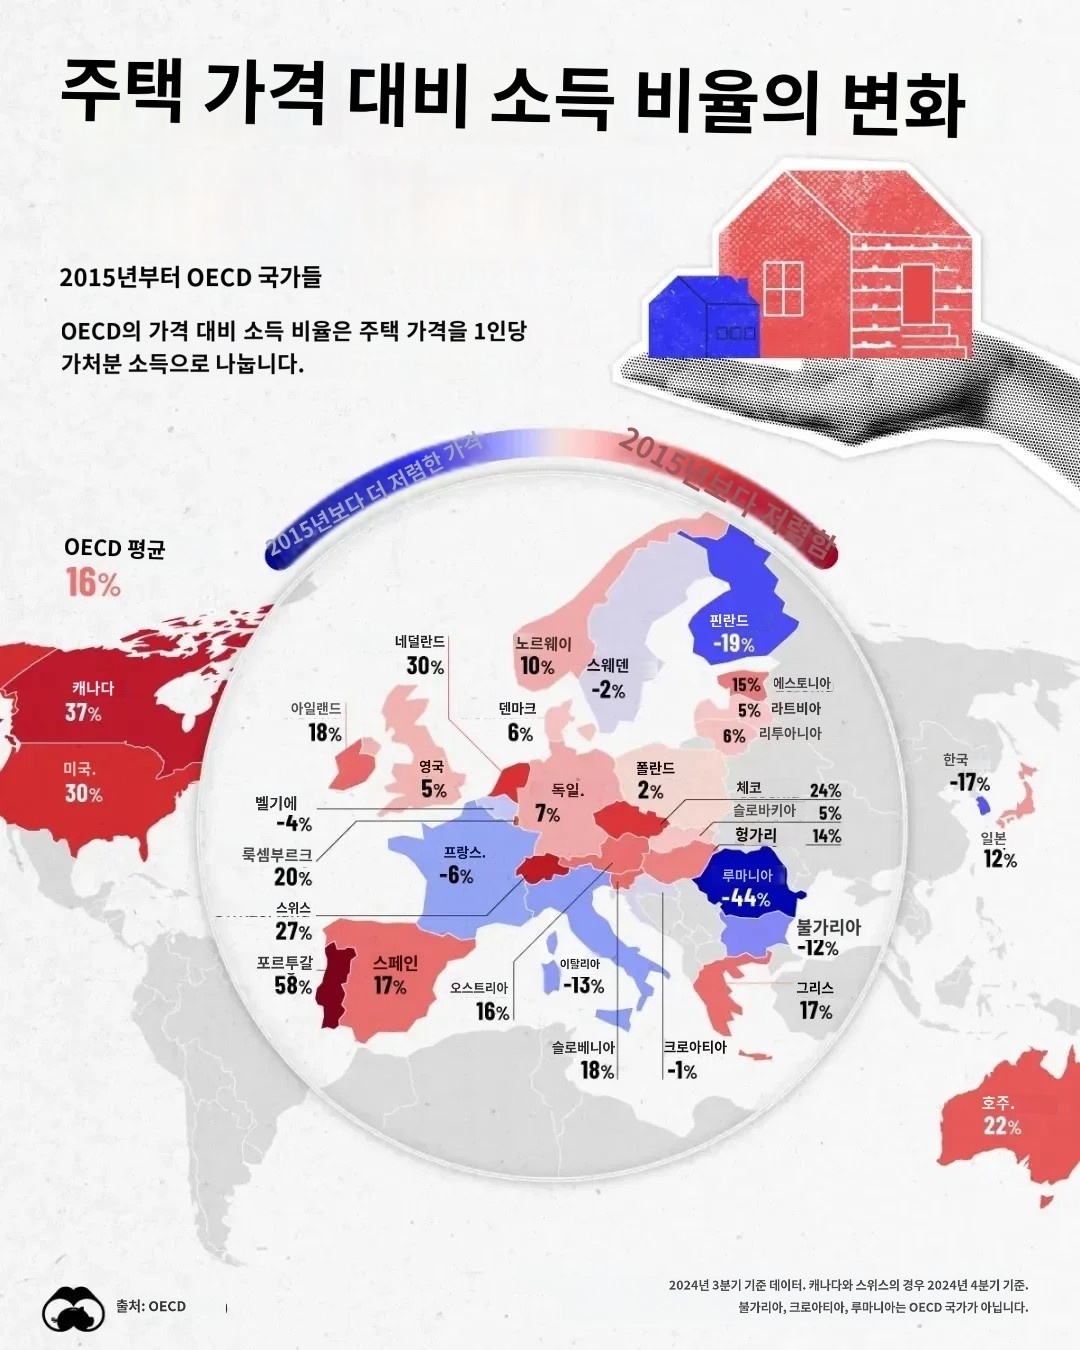 주택 가격 대비 소득 비율의 변화
2015년부터 OECD 국가들
OECD의 가격 대비 소득 비율은 주택 가격을 1인당
가처분 소득으로 나눕니다.
2015년보다 더 저렴한 가격
2015년보다 저렴함
OECD 평균
16%
캐나다
37%
미국.
30%
네덜란드
30%
노르웨이
10%
스웨덴
-2%
핀란드
-19%
아일랜드
18%
덴마크
6%
15% 에스토니아
5% 라트비아
6% 리투아니아
영국
5%
독일.
7%
폴란드
2%
체코 24%
슬로바키아 5%
헝가리 14%
벨기에
-4%
룩셈부르크
20%
프랑스.
-6%
스위스
27%
포르투갈
58%
스페인
17%
오스트리아
16%
이탈리아
-13%
슬로베니아
18%
크로아티아
-1%
루마니아
-44%
불가리아
-12%
그리스
17%
한국
-17%
일본
12%
호주.
22%
2024년 3분기 기준 데이터. 캐나다와 스위스의 경우 2024년 4분기 기준.
불가리아, 크로아티아, 루마니아는 OECD 국가가 아닙니다.
출처: OECD